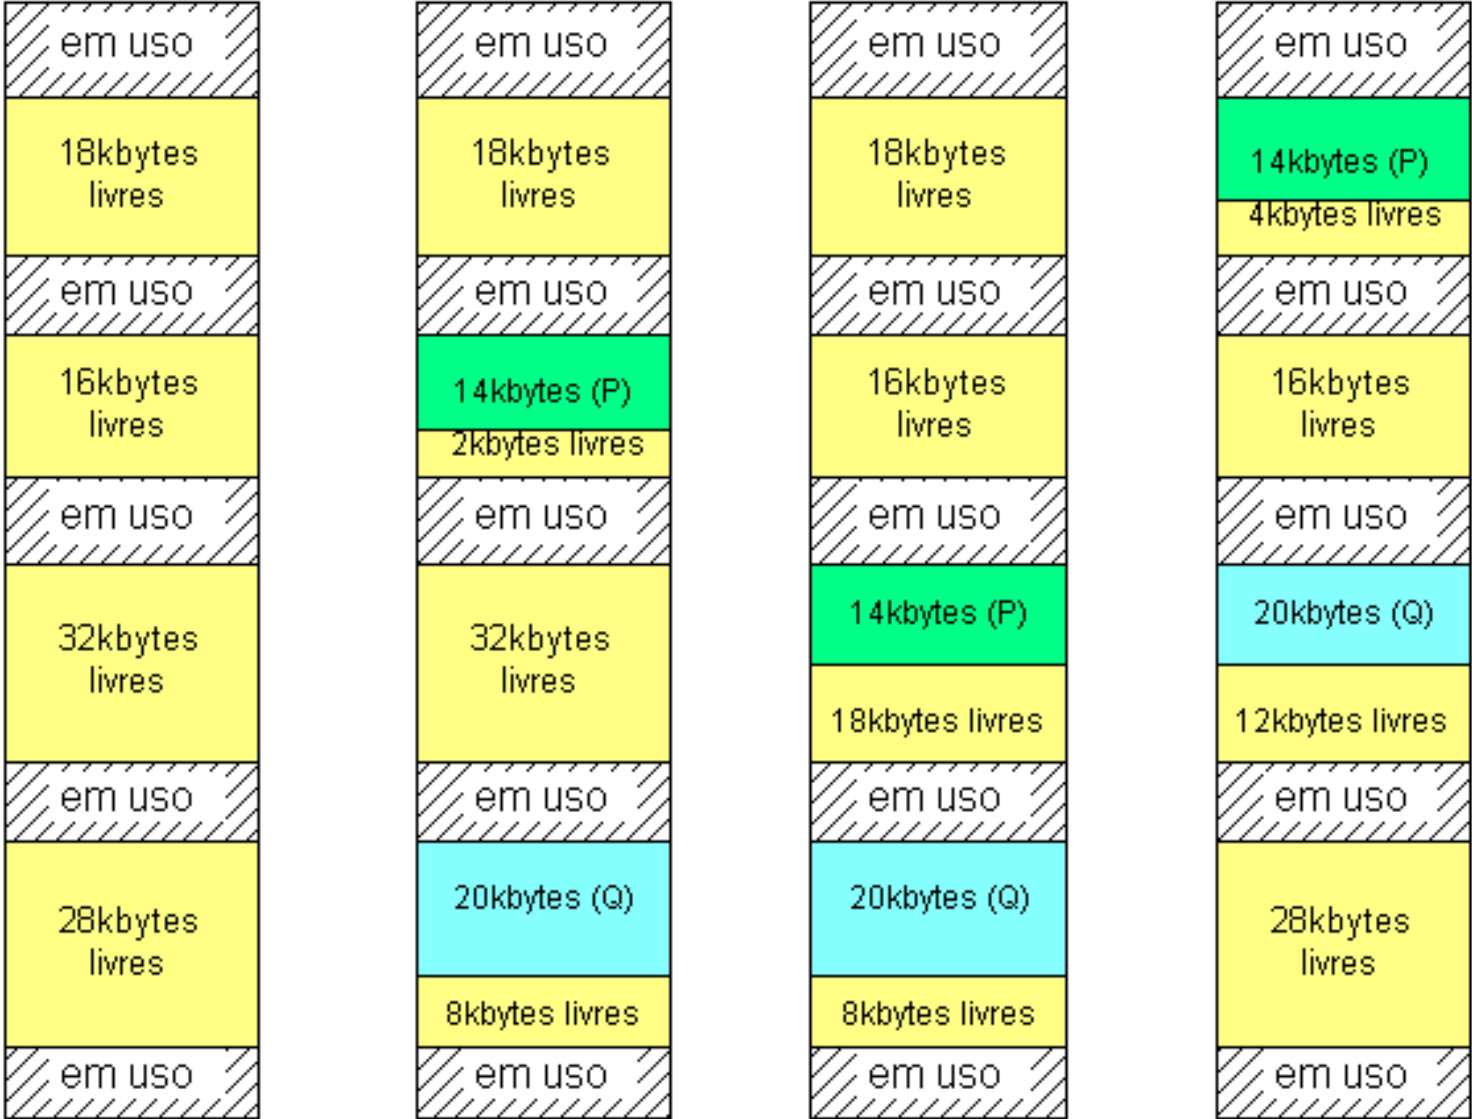 em uso
18kbytes
livres
em uso
16kbytes
livres
em uso
32kbytes
livres
em uso
28kbytes
livres
em uso
em uso
18kbytes
livres
em uso
14kbytes (P)
2kbytes livres
em uso
32kbytes
livres
em uso
20kbytes (Q)
8kbytes livres
em uso
em uso
18kbytes
livres
em uso
16kbytes
livres
em uso
14kbytes (P)
18kbytes livres
em uso
20kbytes (Q)
8kbytes livres
em uso
em uso
14kbytes (P)
4kbytes livres
em uso
16kbytes
livres
em uso
20kbytes (Q)
12kbytes livres
em uso
28kbytes
livres
em uso